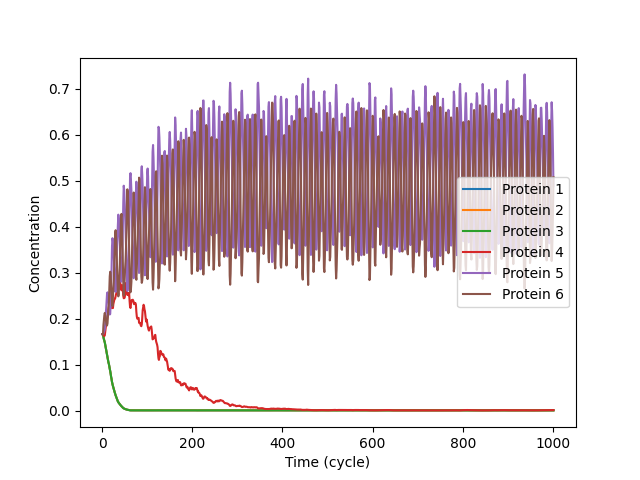 0.7
0.6
0.5
0.4
0.3
0.2
0.1
0.0
Concentration
0
200
400
600
800
1000
Time (cycle)
Protein 1
Protein 2
Protein 3
Protein 4
Protein 5
Protein 6